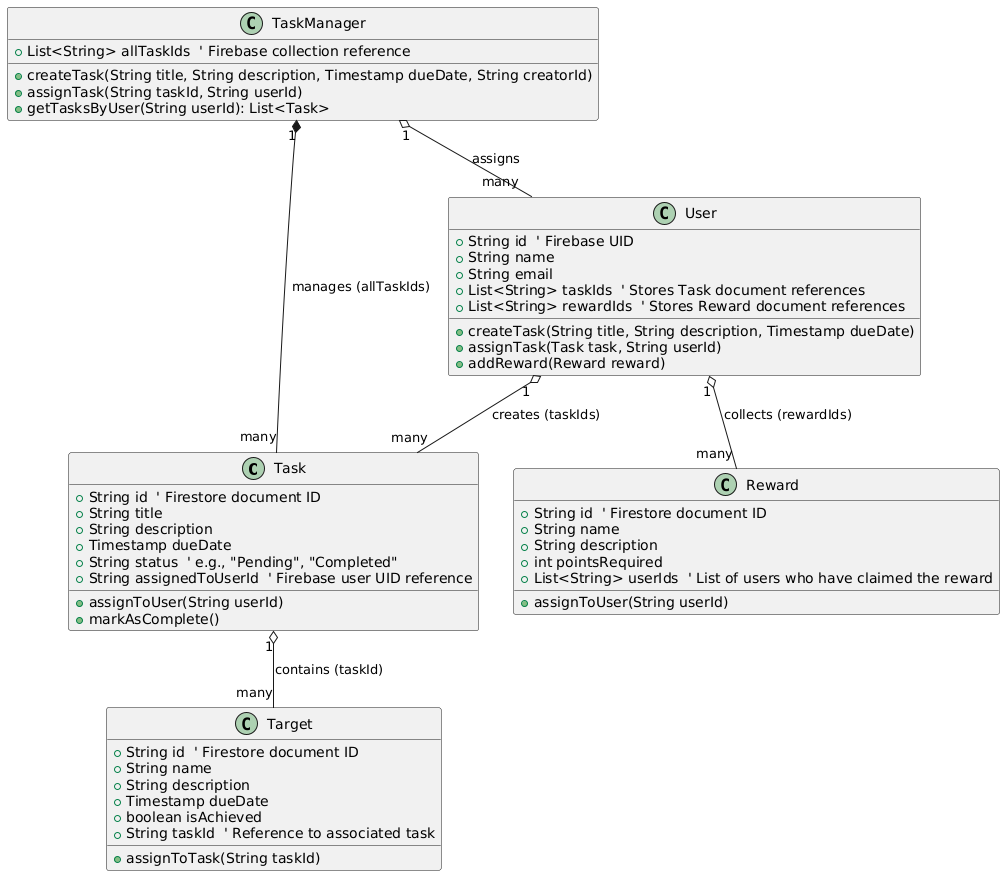 C TaskManager
List<String> allTaskIds ' Firebase collection reference
createTask(String title, String description, Timestamp dueDate, String creatorId)
assignTask(String taskId, String userId)
getTasksByUser(String userId): List<Task>
1
1
assigns
many
C User
String id ' Firebase UID
String name
String email
List<String> taskIds ' Stores Task document references
List<String> rewardIds ' Stores Reward document references
createTask(String title, String description, Timestamp dueDate)
assignTask(Task task, String userId)
addReward(Reward reward)
manages (allTaskIds)
1
1
creates (taskIds)
collects (rewardIds)
many
many
many
C Task
String id ' Firestore document ID
String title
String description
Timestamp dueDate
String status ' e.g., "Pending", "Completed"
String assignedToUserId ' Firebase user UID reference
assignToUser(String userId)
markAsComplete()
C Reward
String id ' Firestore document ID
String name
String description
int pointsRequired
List<String> userIds ' List of users who have claimed the reward
assignToUser(String userId)
1
contains (taskId)
many
C Target
String id ' Firestore document ID
String name
String description
Timestamp dueDate
boolean isAchieved
String taskId ' Reference to associated task
assignToTask(String taskId)